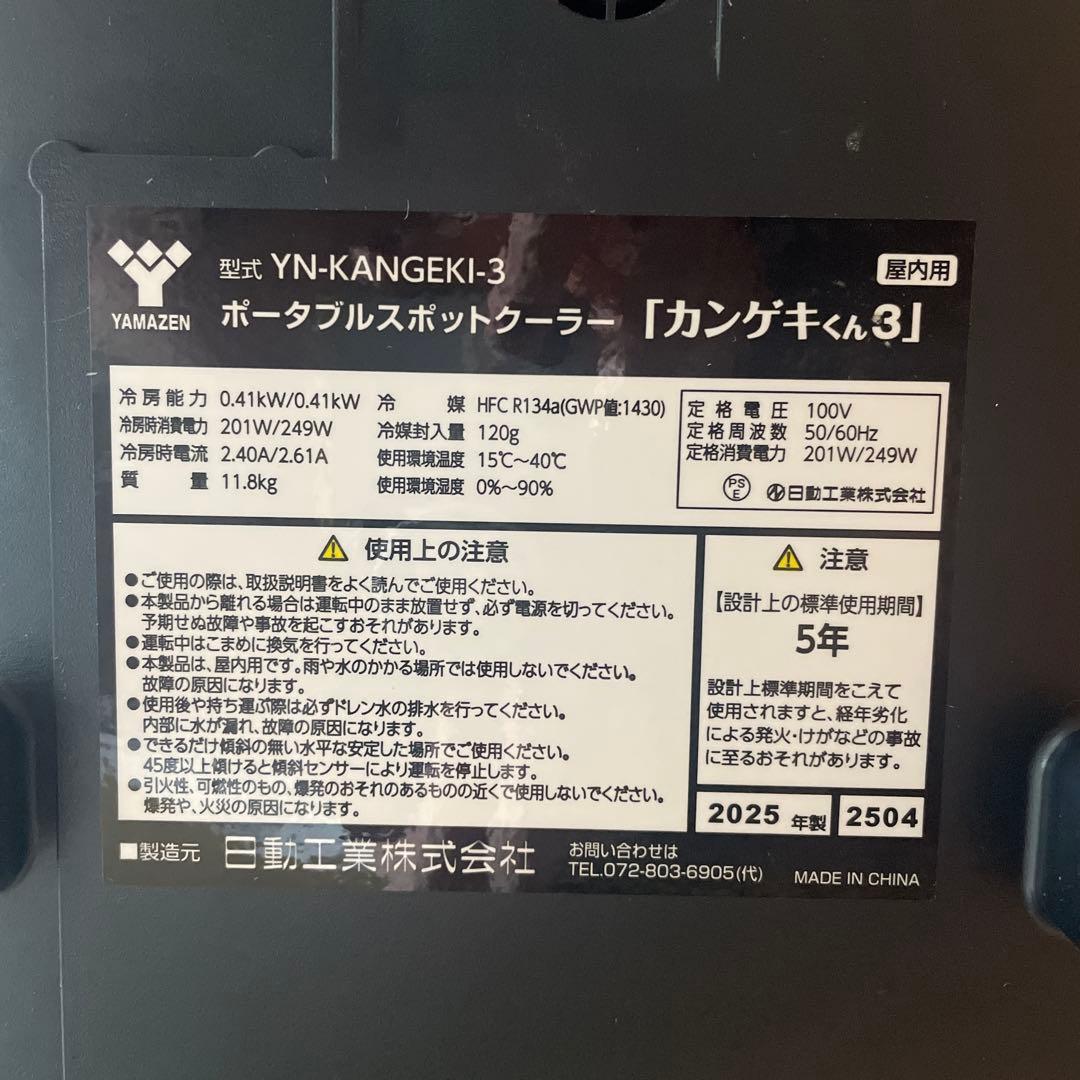 YAMAZEN
型式 YN-KANGEKI-3
屋内用
ポータブルスポットクーラー「カンゲキくん3」
冷房能力 0.41kW/0.41kW
冷房時消費電力 201W/249W
冷房時電流 2.40A/2.61A
質量 11.8kg
冷媒 HFC R134a(GWP値:1430)
冷媒封入量 120g
使用環境温度 15℃～40℃
使用環境湿度 0%～90%
定格電圧 100V
定格周波数 50/60Hz
定格消費電力 201W/249W
PSE 日動工業株式会社
使用上の注意
●ご使用の際は、取扱説明書をよく読んでご使用ください。
●本製品から離れる場合は運転中のまま放置せず、必ず電源を切ってください。
予期せぬ故障や事故を起こすおそれがあります。
●運転中はこまめに換気を行ってください。
●本製品は、屋内用です。雨や水のかかる場所では使用しないでください。
故障の原因になります。
●使用後や持ち運ぶ際は必ずドレン水の排水を行ってください。
内部に水が漏れ、故障の原因になります。
●できるだけ傾斜の無い水平な安定した場所でご使用ください。
45度以上傾けると傾斜センサーにより運転を停止します。
●引火性、可燃性のもの、爆発のおそれのあるものの近くで使用しないでください。
爆発や、火災の原因になります。
注意
【設計上の標準使用期間】
5年
設計上標準期間をこえて
使用されますと、経年劣化
による発火・けがなどの事故
に至るおそれがあります。
2025 年製 2504
■製造元 日動工業株式会社
お問い合わせは
TEL.072-803-6905(代)
MADE IN CHINA